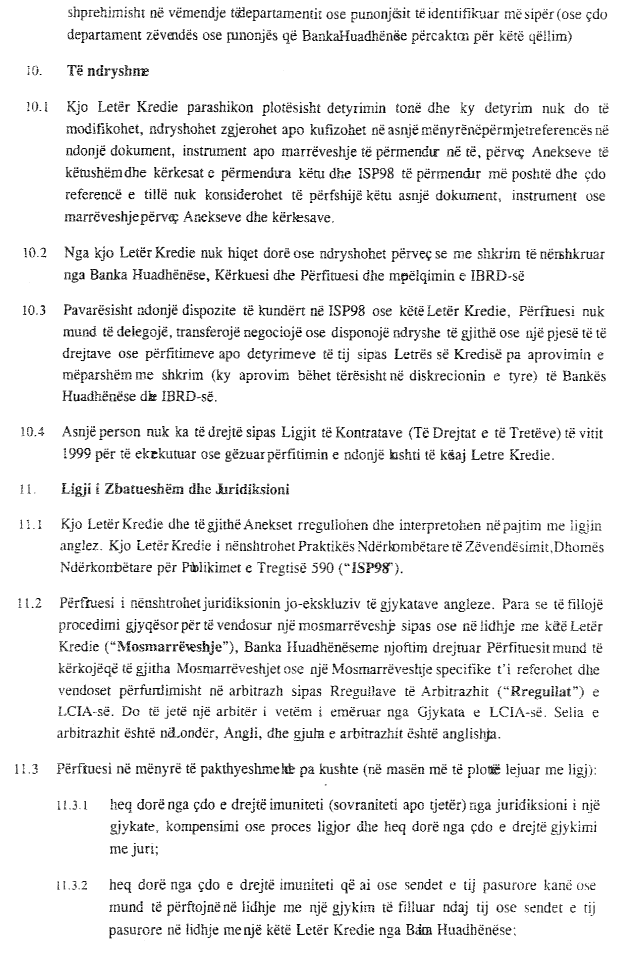 shprehimisht në vëmendje të departamentit ose punonjësit të identifikuar më sipër (ose çdo
departament zëvendës ose punonjës që Banka Huadhënëse përcakton për këtë qëllim)
10. Të ndryshme
10.1 Kjo Letër Kredie parashikon plotësisht detyrimin tonë dhe ky detyrim nuk do të
modifikohet, ndryshohet zgjerohet apo kufizohet në asnjë mënyrë nëpërmjet referencës në
ndonjë dokument, instrument apo marrëveshje të përmendur në të, përveç Anekseve të
këtushëm dhe kërkesat e përmendura këtu dhe ISP98 të përmendur më poshtë dhe çdo
referencë e tillë nuk konsiderohet të përfshijë këtu asnjë dokument, instrument ose
marrëveshje përveç Anekseve dhe kërkesave.
10.2 Nga kjo Letër Kredie nuk hiqet dorë ose ndryshohet përveç se me shkrim të nënshkruar
nga Banka Huadhënëse, Kërkuesi dhe Përfituesi dhe me pëlqimin e IBRD-së
10.3 Pavarësisht ndonjë dispozite të kundërt në ISP98 ose këtë Letër Kredie, Përfituesi nuk
mund të delegojë, transferojë negociojë ose disponojë ndryshe të gjithë ose një pjesë të të
drejtave ose përfitimeve apo detyrimeve të tij sipas Letrës së Kredisë pa aprovimin e
mëparshëm me shkrim (ky aprovim bëhet tërësisht në diskrecionin e tyre) të Bankës
Huadhënëse dhe IBRD-së.
10.4 Asnjë person nuk ka të drejtë sipas Ligjit të Kontratave (Të Drejtat e të Tretëve) të vitit
1999 për të ekzekutuar ose gëzuar përfitimin e ndonjë kushti të kësaj Letre Kredie.
11. Ligji i Zbatueshëm dhe Juridiksioni
11.1 Kjo Letër Kredie dhe të gjithë Anekset rregullohen dhe interpretohen në pajtim me ligjin
anglez. Kjo Letër Kredie i nënshtrohet Praktikës Ndërkombëtare të Zëvendësimit, Dhomës
Ndërkombëtare për Publikimet e Tregtisë 590 ("ISP98").
11.2 Përfituesi i nënshtrohet juridiksionin jo-ekskluziv të gjykatave angleze. Para se të fillojë
procedimi gjyqësor për të vendosur një mosmarrëveshje sipas ose në lidhje me këtë Letër
Kredie ("Mosmarrëveshje"), Banka Huadhënëse me njoftim drejtuar Përfituesit mund të
kërkojë që të gjitha Mosmarrëveshjet ose një Mosmarrëveshje specifike t'i referohet dhe
vendoset përfundimisht në arbitrazh sipas Rregullave të Arbitrazhit ("Rregullat") e
LCIA-së. Do të jetë një arbitër i vetëm i emëruar nga Gjykata e LCIA-së. Selia e
arbitrazhit është në Londër, Angli, dhe gjuha e arbitrazhit është anglishtja.
11.3 Përfituesi në mënyrë të pakthyeshme dhe pa kushte (në masën më të plotë të lejuar me ligj):
11.3.1 heq dorë nga çdo e drejtë imuniteti (sovraniteti apo tjetër) nga juridiksioni i një
gjykate, kompensimi ose proces ligjor dhe heq dorë nga çdo e drejtë gjykimi
me juri;
11.3.2 heq dorë nga çdo e drejtë imuniteti që ai ose sendet e tij pasurore kanë ose
mund të përftojnë në lidhje me një gjykim të filluar ndaj tij ose sendet e tij
pasurore në lidhje me një këtë Letër Kredie nga Banka Huadhënëse;